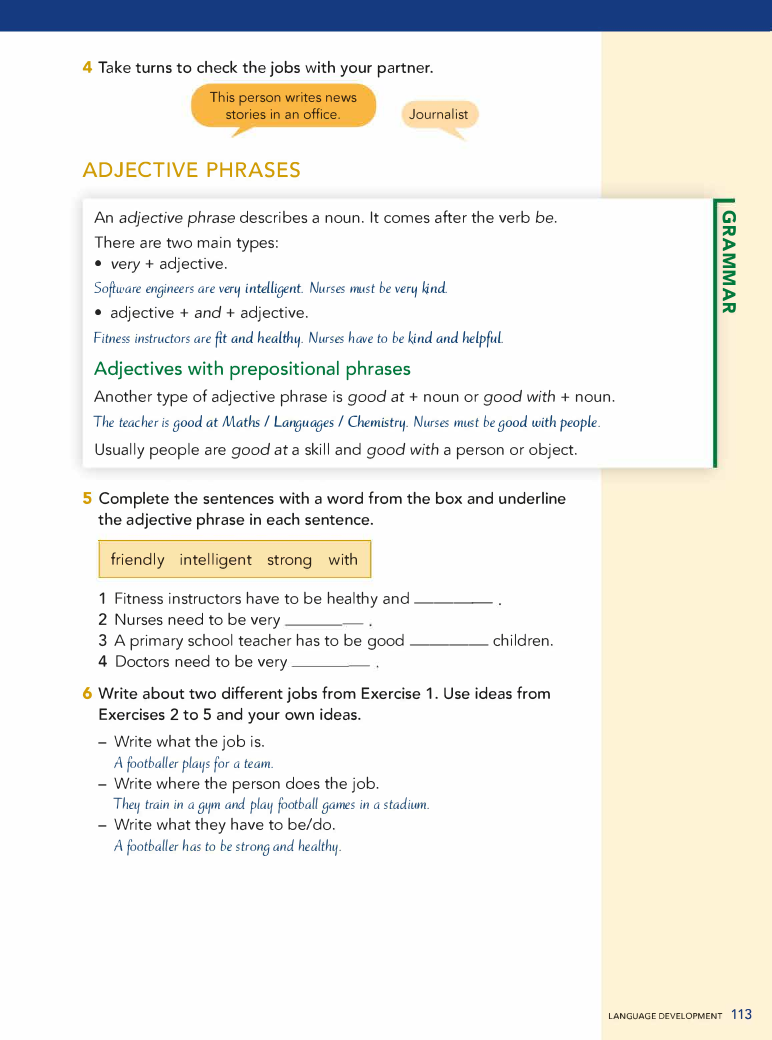 4 Take turns to check the jobs with your partner.
This person writes news
stories in an office.
Journalist
ADJECTIVE PHRASES
An adjective phrase describes a noun. It comes after the verb be.
There are two main types:
• very + adjective.
Software engineers are very intelligent. Nurses must be very kind.
• adjective + and + adjective.
Fitness instructors are fit and healthy. Nurses have to be kind and helpful.
Adjectives with prepositional phrases
Another type of adjective phrase is good at + noun or good with + noun.
The teacher is good at Maths / Languages / Chemistry. Nurses must be good with people.
Usually people are good at a skill and good with a person or object.
GRAMMAR
5 Complete the sentences with a word from the box and underline
the adjective phrase in each sentence.
friendly intelligent strong with
1 Fitness instructors have to be healthy and ________ .
2 Nurses need to be very ________ .
3 A primary school teacher has to be good ________ children.
4 Doctors need to be very ________ .
6 Write about two different jobs from Exercise 1. Use ideas from
Exercises 2 to 5 and your own ideas.
– Write what the job is.
A footballer plays for a team.
– Write where the person does the job.
They train in a gym and play football games in a stadium.
– Write what they have to be/do.
A footballer has to be strong and healthy.
LANGUAGE DEVELOPMENT 113